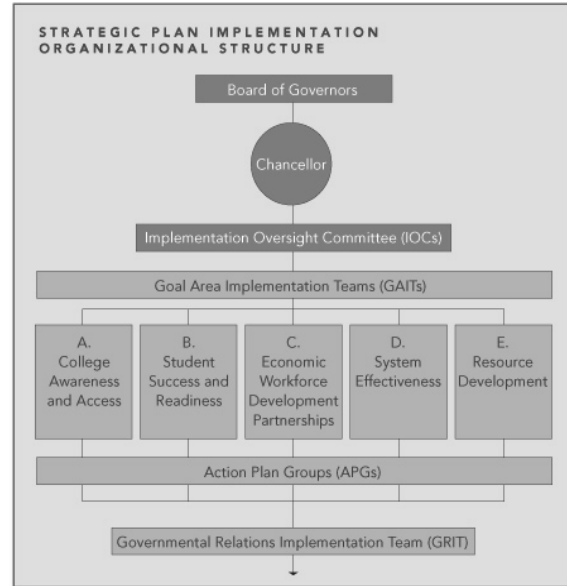 STRATEGIC PLAN IMPLEMENTATION
ORGANIZATIONAL STRUCTURE
Board of Governors
Chancellor
Implementation Oversight Committee (IOCs)
Goal Area Implementation Teams (GAITs)
A.
College
Awareness
and Access
B.
Student
Success and
Readiness
C.
Economic
Workforce
Development
Partnerships
D.
System
Effectiveness
E.
Resource
Development
Action Plan Groups (APGs)
Governmental Relations Implementation Team (GRIT)